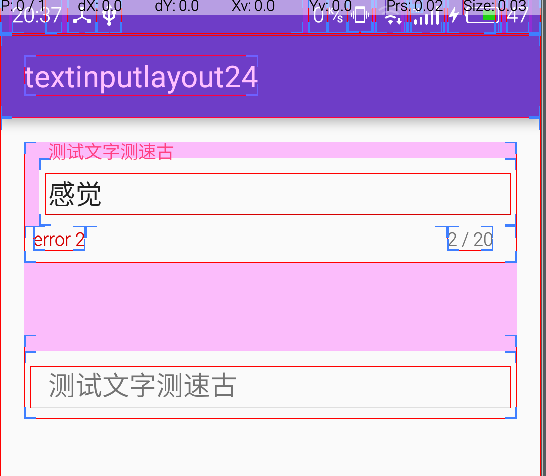 P: 0 / 1 dX: 0.0 dY: 0.0 Xv: 0.0 Yv: 0.0 Prs: 0.02 Size: 0.03
20:37 47
textinputlayout24
测试文字测速古
感觉
error 2 2 / 20
测试文字测速古